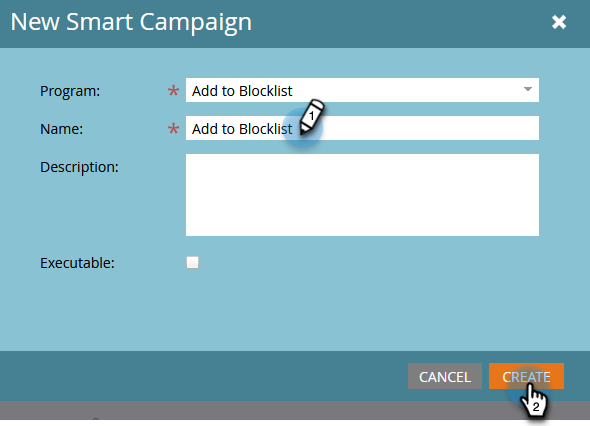 New Smart Campaign
Program: * Add to Blocklist
Name: * Add to Blocklist
1
Description:
Executable:
CANCEL CREATE
2